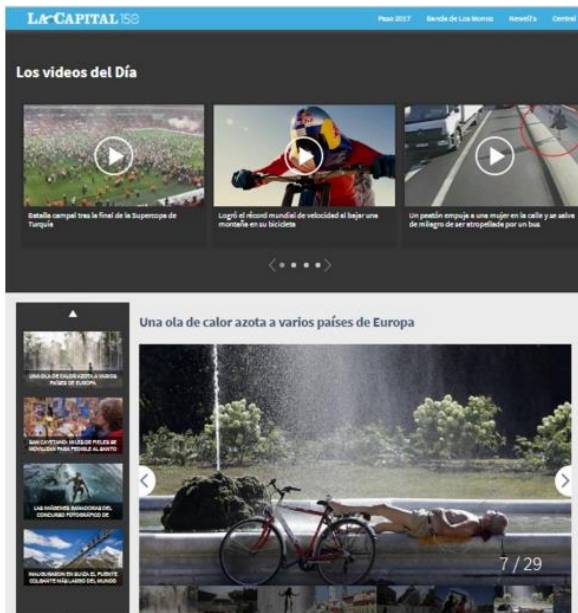 LA CAPITAL 150
Paso 2017 Banda de Los Monos Newell's Central
Los videos del Día
Batalla campal tras la final de la Supercopa de
Turquía
Logró el récord mundial de velocidad al bajar una
montaña en su bicicleta
Un peatón empuja a una mujer en la calle y se salva
de milagro de ser atropellada por un bus
Una ola de calor azota a varios países de Europa
UNA OLA DE CALOR AZOTA A VARIOS
PAÍSES DE EUROPA
SAN CAYETANO: MILES DE FIELES SE
MOVILIZAN PARA PEDIRLE AL SANTO
LAS IMÁGENES GANADORAS DEL
CONCURSO FOTOGRÁFICO DE
INAUGURARON EN SUIZA EL PUENTE
COLGANTE MÁS LARGO DEL MUNDO
7 / 29